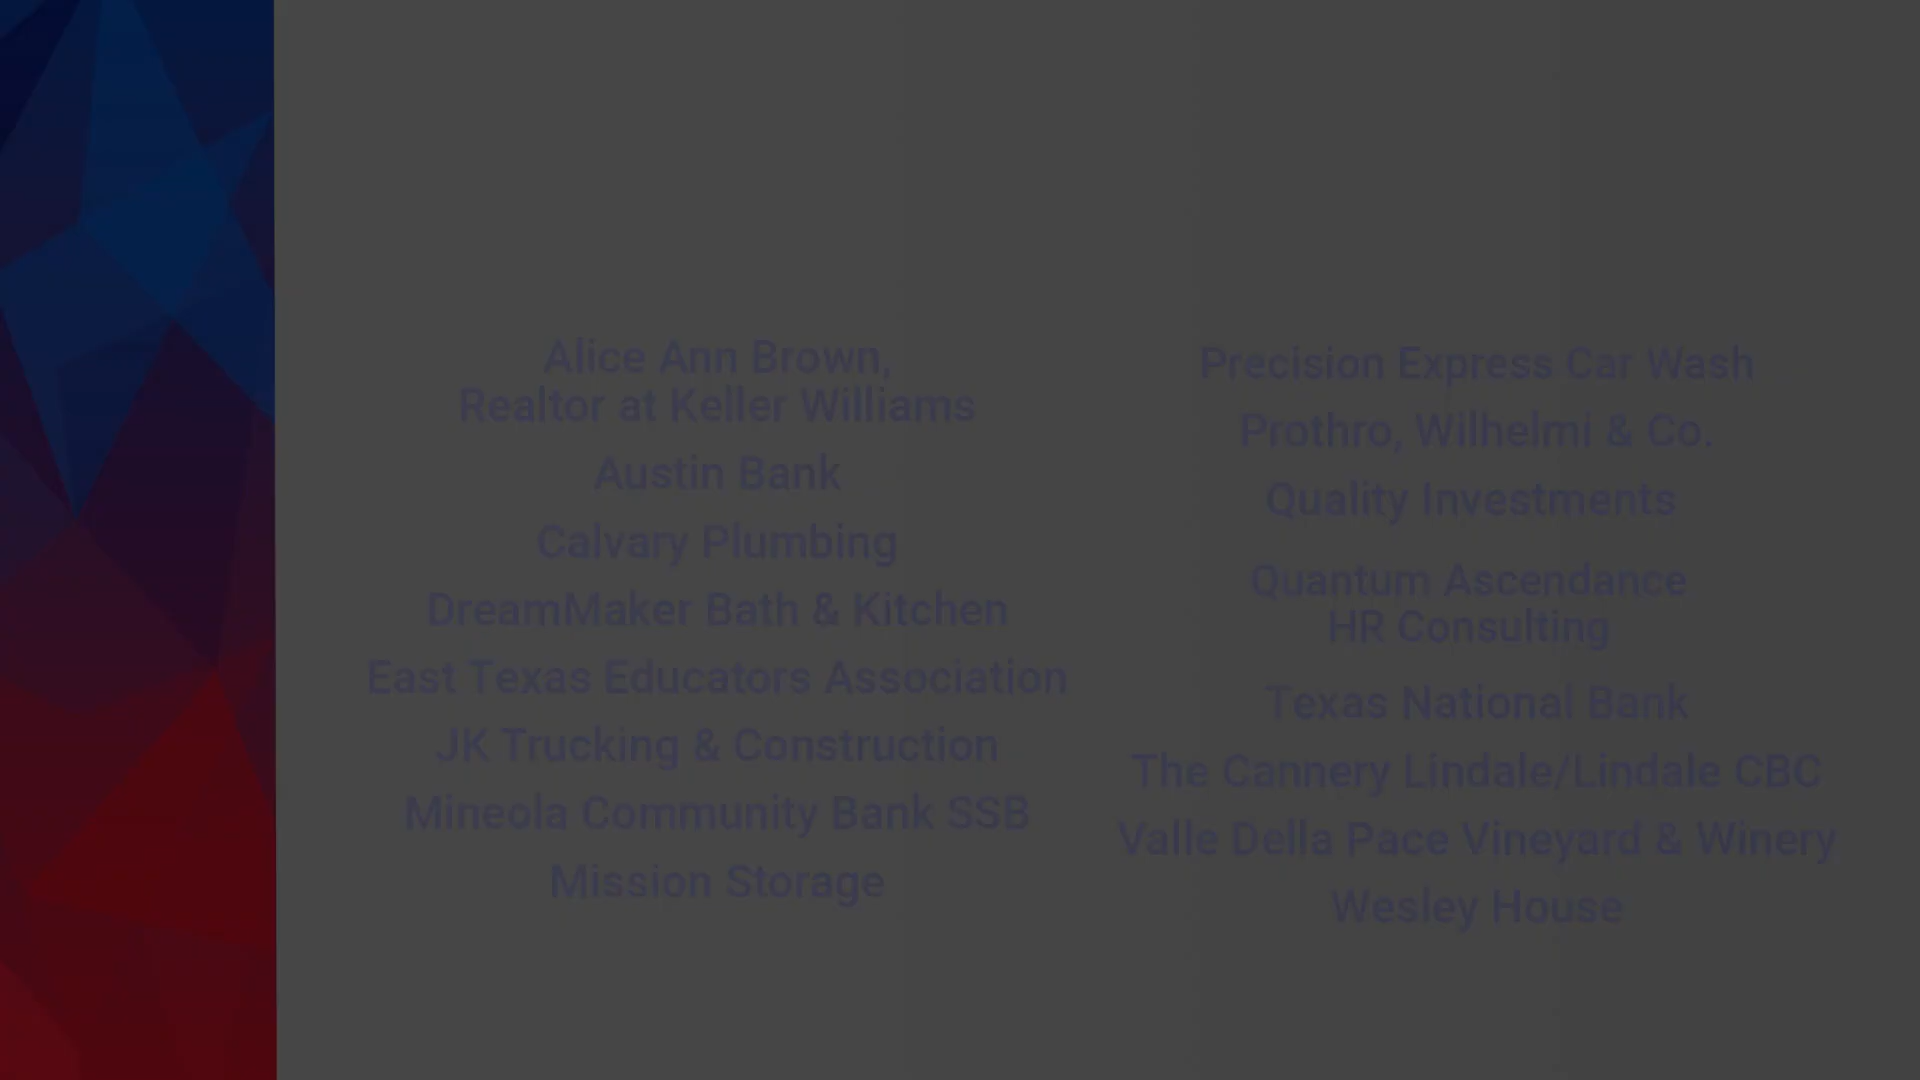 Alice Ann Brown,
Realtor at Keller Williams
Austin Bank
Calvary Plumbing
DreamMaker Bath & Kitchen
East Texas Educators Association
JK Trucking & Construction
Mineola Community Bank SSB
Mission Storage
Precision Express Car Wash
Prothro, Wilhelmi & Co.
Quality Investments
Quantum Ascendance
HR Consulting
Texas National Bank
The Cannery Lindale/Lindale CBC
Valle Della Pace Vineyard & Winery
Wesley House